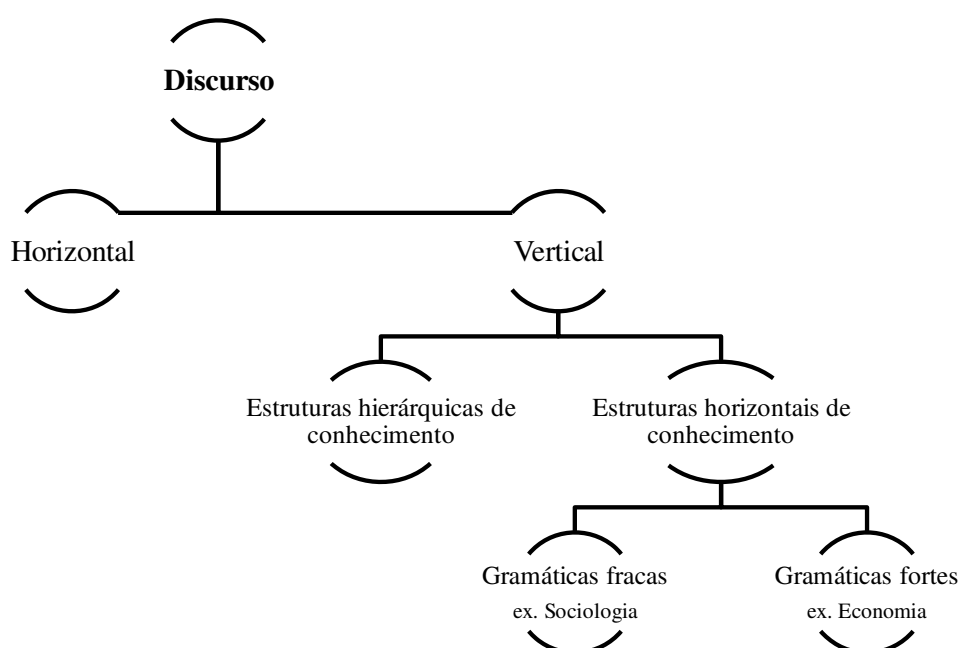 Discurso
Horizontal
Vertical
Estruturas hierárquicas de
conhecimento
Estruturas horizontais de
conhecimento
Gramáticas fracas
ex. Sociologia
Gramáticas fortes
ex. Economia